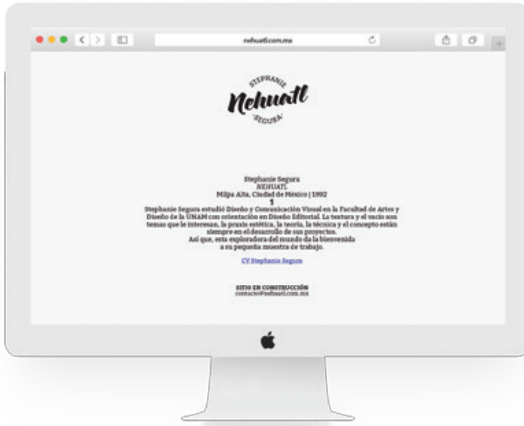 nehuatl.com.mx
STEPHANIE
Nehuatl
·SEGURA·
Stephanie Segura
NEHUATL
Milpa Alta, Ciudad de México | 1992
¶
Stephanie Segura estudió Diseño y Comunicación Visual en la Facultad de Artes y
Diseño de la UNAM con orientación en Diseño Editorial. La textura y el vacío son
temas que le interesan, la praxis estética, la teoría, la técnica y el concepto están
siempre en el desarrollo de sus proyectos.
Así que, esta exploradora del mundo da la bienvenida
a su pequeña muestra de trabajo.
CV Stephanie Segura
SITIO EN CONSTRUCCIÓN
contacto@nehuatl.com.mx